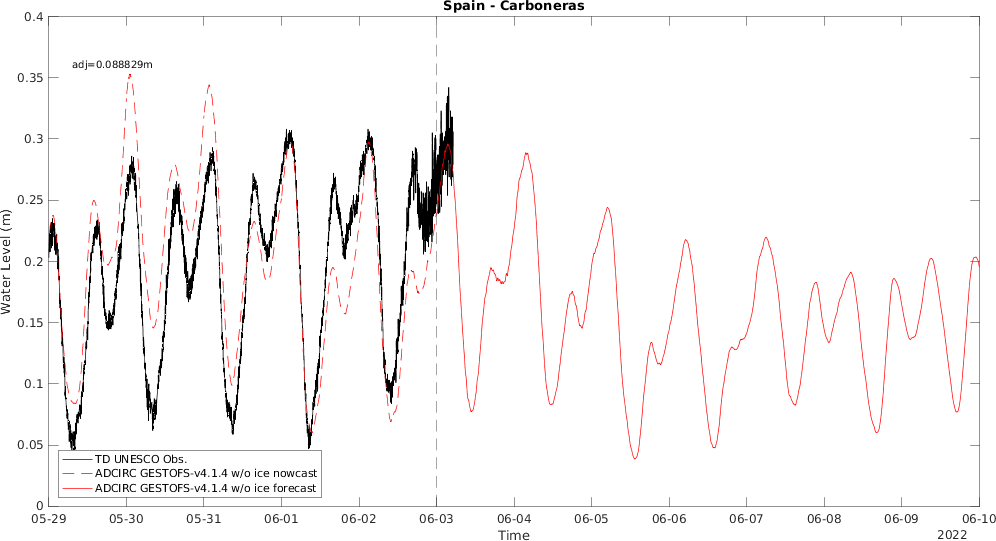 Spain - Carboneras
0.4
0.35
0.3
0.25
0.2
0.15
0.1
0.05
0
Water Level (m)
adj=0.088829m
TD UNESCO Obs.
ADCIRC GESTOFS-v4.1.4 w/o ice nowcast
ADCIRC GESTOFS-v4.1.4 w/o ice forecast
05-29 05-30 05-31 06-01 06-02 06-03 06-04 06-05 06-06 06-07 06-08 06-09 06-10
Time
2022